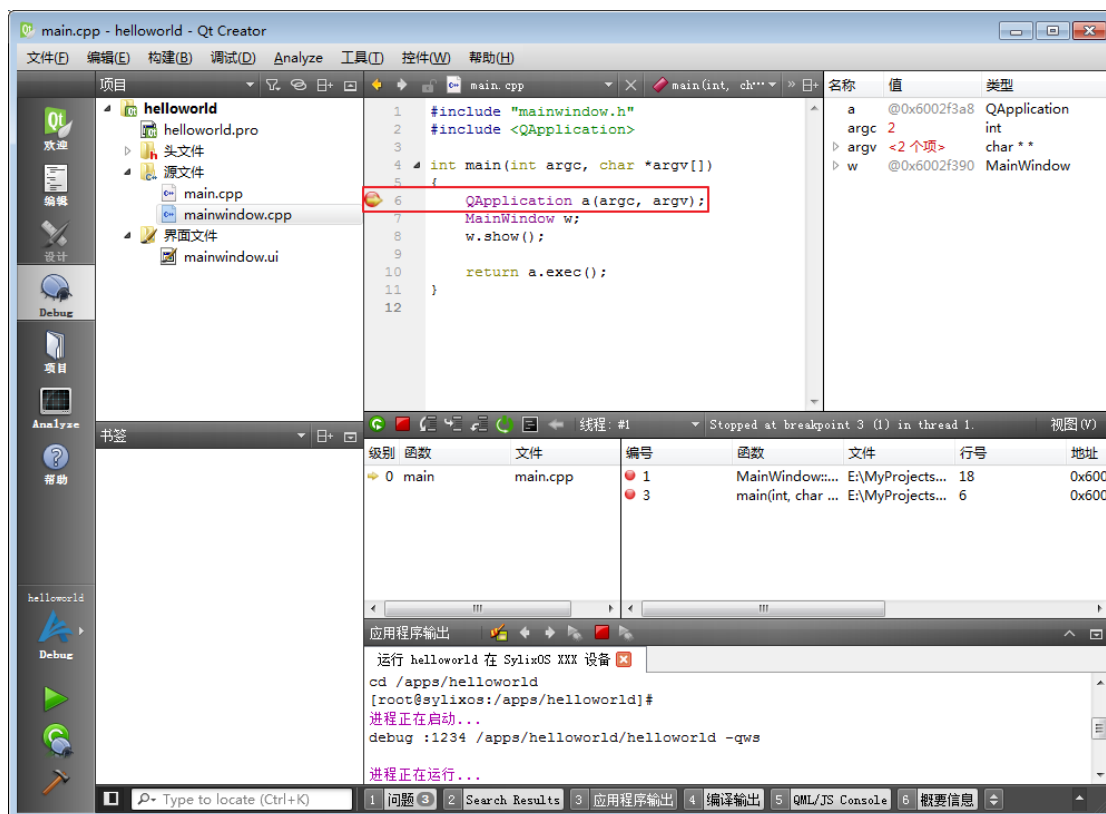 main.cpp - helloworld - Qt Creator
文件(F) 编辑(E) 构建(B) 调试(D) Analyze 工具(T) 控件(W) 帮助(H)
项目
main.cpp
main(int, ch...
名称 值 类型
欢迎
编辑
设计
Debug
项目
Analyze
帮助
helloworld
Debug
helloworld
helloworld.pro
头文件
源文件
main.cpp
mainwindow.cpp
界面文件
mainwindow.ui
书签
1 #include "mainwindow.h"
2 #include <QApplication>
3
4 int main(int argc, char *argv[])
5 {
6 QApplication a(argc, argv);
7 MainWindow w;
8 w.show();
9
10 return a.exec();
11 }
12
a @0x6002f3a8 QApplication
argc 2 int
argv <2 个项> char * *
w @0x6002f390 MainWindow
线程: #1 Stopped at breakpoint 3 (1) in thread 1. 视图(V)
级别 函数 文件
0 main main.cpp
编号 函数 文件 行号 地址
1 MainWindow::... E:\MyProjects... 18 0x600
3 main(int, char ... E:\MyProjects... 6 0x600
应用程序输出
运行 helloworld 在 SylixOS XXX 设备
cd /apps/helloworld
[root@sylixos:/apps/helloworld]#
进程正在启动...
debug :1234 /apps/helloworld/helloworld -qws
进程正在运行...
Type to locate (Ctrl+K)
1 问题 3 2 Search Results 3 应用程序输出 4 编译输出 5 QML/JS Console 6 概要信息